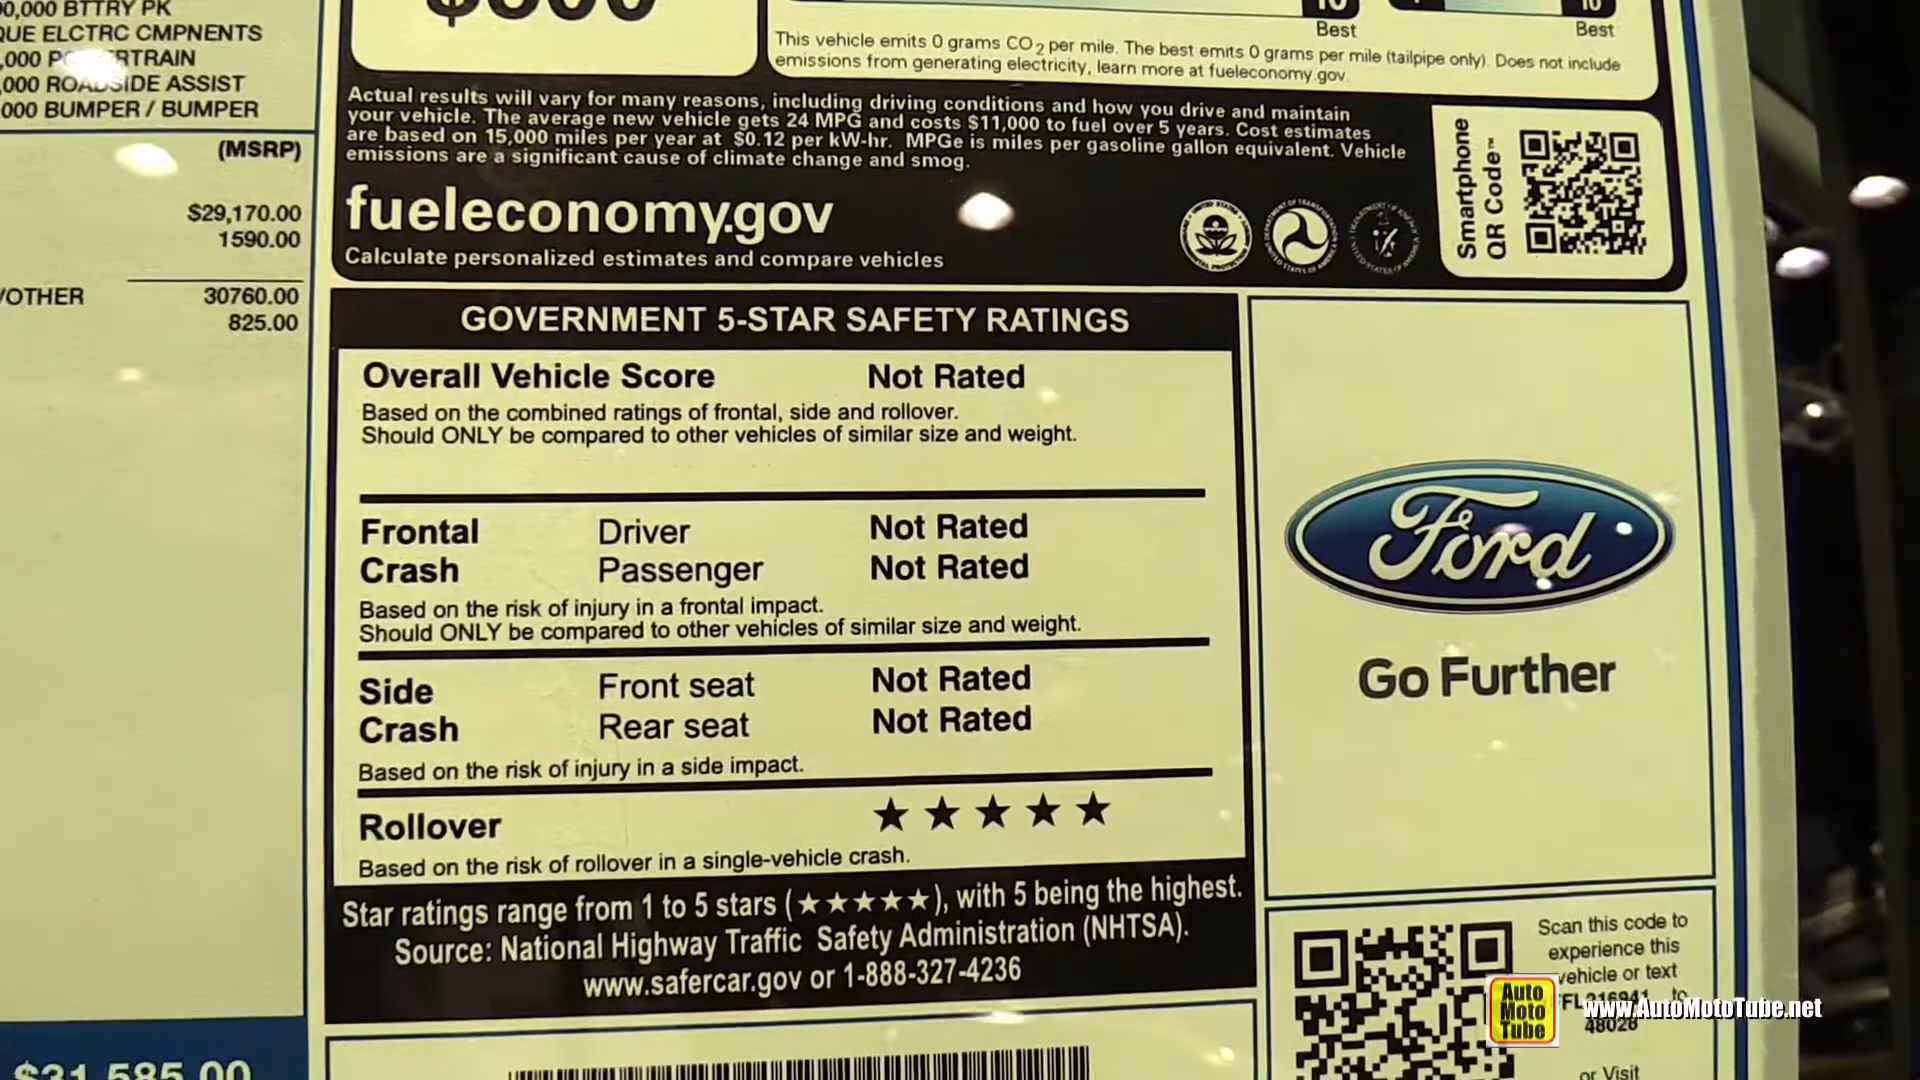 BTTRY PK
ELCTRC CMPNENTS
,000 ROADSIDE ASSIST
000 BUMPER / BUMPER
(MSRP)
$29,170.00
1590.00
/OTHER 30760.00
825.00
$31,585.00
Best
Best
This vehicle emits 0 grams CO2 per mile. The best emits 0 grams per mile (tailpipe only). Does not include
emissions from generating electricity, learn more at fueleconomy.gov.
Actual results will vary for many reasons, including driving conditions and how you drive and maintain
your vehicle. The average new vehicle gets 24 MPG and costs $11,000 to fuel over 5 years. Cost estimates
are based on 15,000 miles per year at $0.12 per kW-hr. MPGe is miles per gasoline gallon equivalent. Vehicle
emissions are a significant cause of climate change and smog.
fueleconomy.gov
Calculate personalized estimates and compare vehicles
Smartphone
QR Code™
GOVERNMENT 5-STAR SAFETY RATINGS
Overall Vehicle Score Not Rated
Based on the combined ratings of frontal, side and rollover.
Should ONLY be compared to other vehicles of similar size and weight.
Frontal Driver Not Rated
Crash Passenger Not Rated
Based on the risk of injury in a frontal impact.
Should ONLY be compared to other vehicles of similar size and weight.
Side Front seat Not Rated
Crash Rear seat Not Rated
Based on the risk of injury in a side impact.
Rollover ★★★★★
Based on the risk of rollover in a single-vehicle crash.
Star ratings range from 1 to 5 stars (★★★★★), with 5 being the highest.
Source: National Highway Traffic Safety Administration (NHTSA).
www.safercar.gov or 1-888-327-4236
Ford
Go Further
Scan this code to
experience this
vehicle or text
to
48028
or Visit
Auto
Moto
Tube
www.AutoMotoTube.net